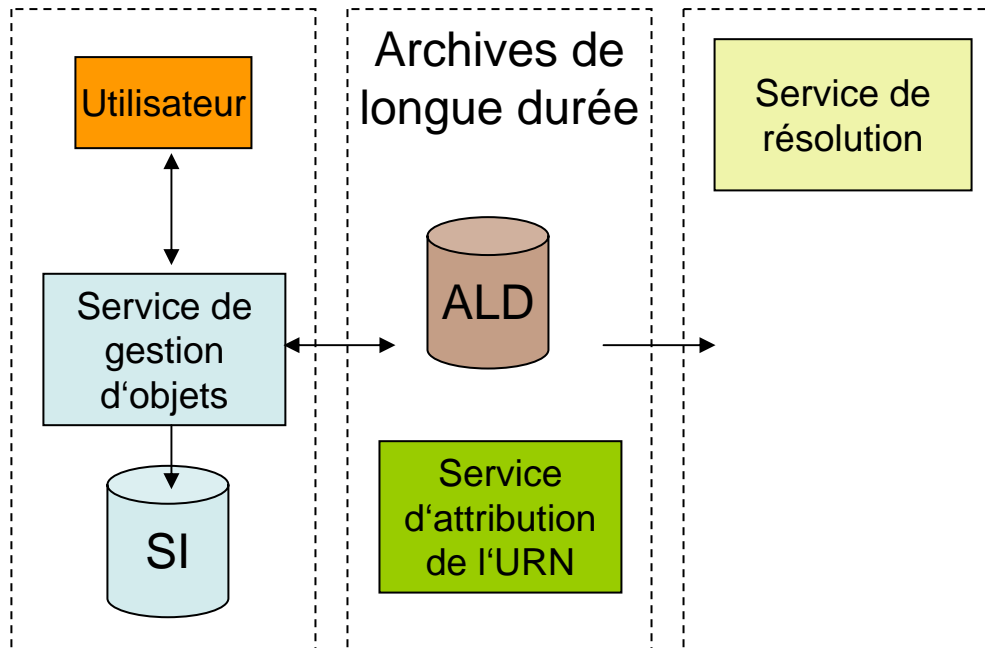 Utilisateur
Service de
gestion
d‘objets
SI
Archives de
longue durée
ALD
Service
d‘attribution
de l‘URN
Service de
résolution